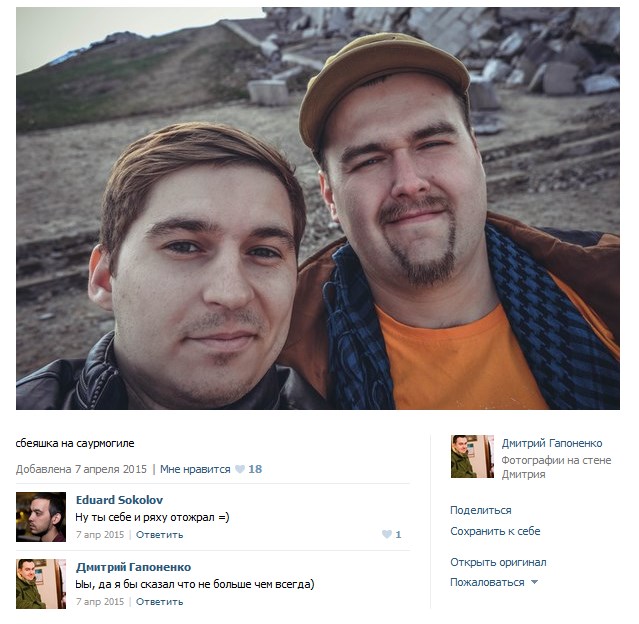 сбеяшка на саурмогиле
Добавлена 7 апреля 2015 | Мне нравится 18
Eduard Sokolov
Ну ты себе и ряху отожрал =)
7 апр 2015 | Ответить
1
Дмитрий Гапоненко
Ыы, да я бы сказал что не больше чем всегда)
7 апр 2015 | Ответить
Дмитрий Гапоненко
Фотографии на стене
Дмитрия
Поделиться
Сохранить к себе
Открыть оригинал
Пожаловаться